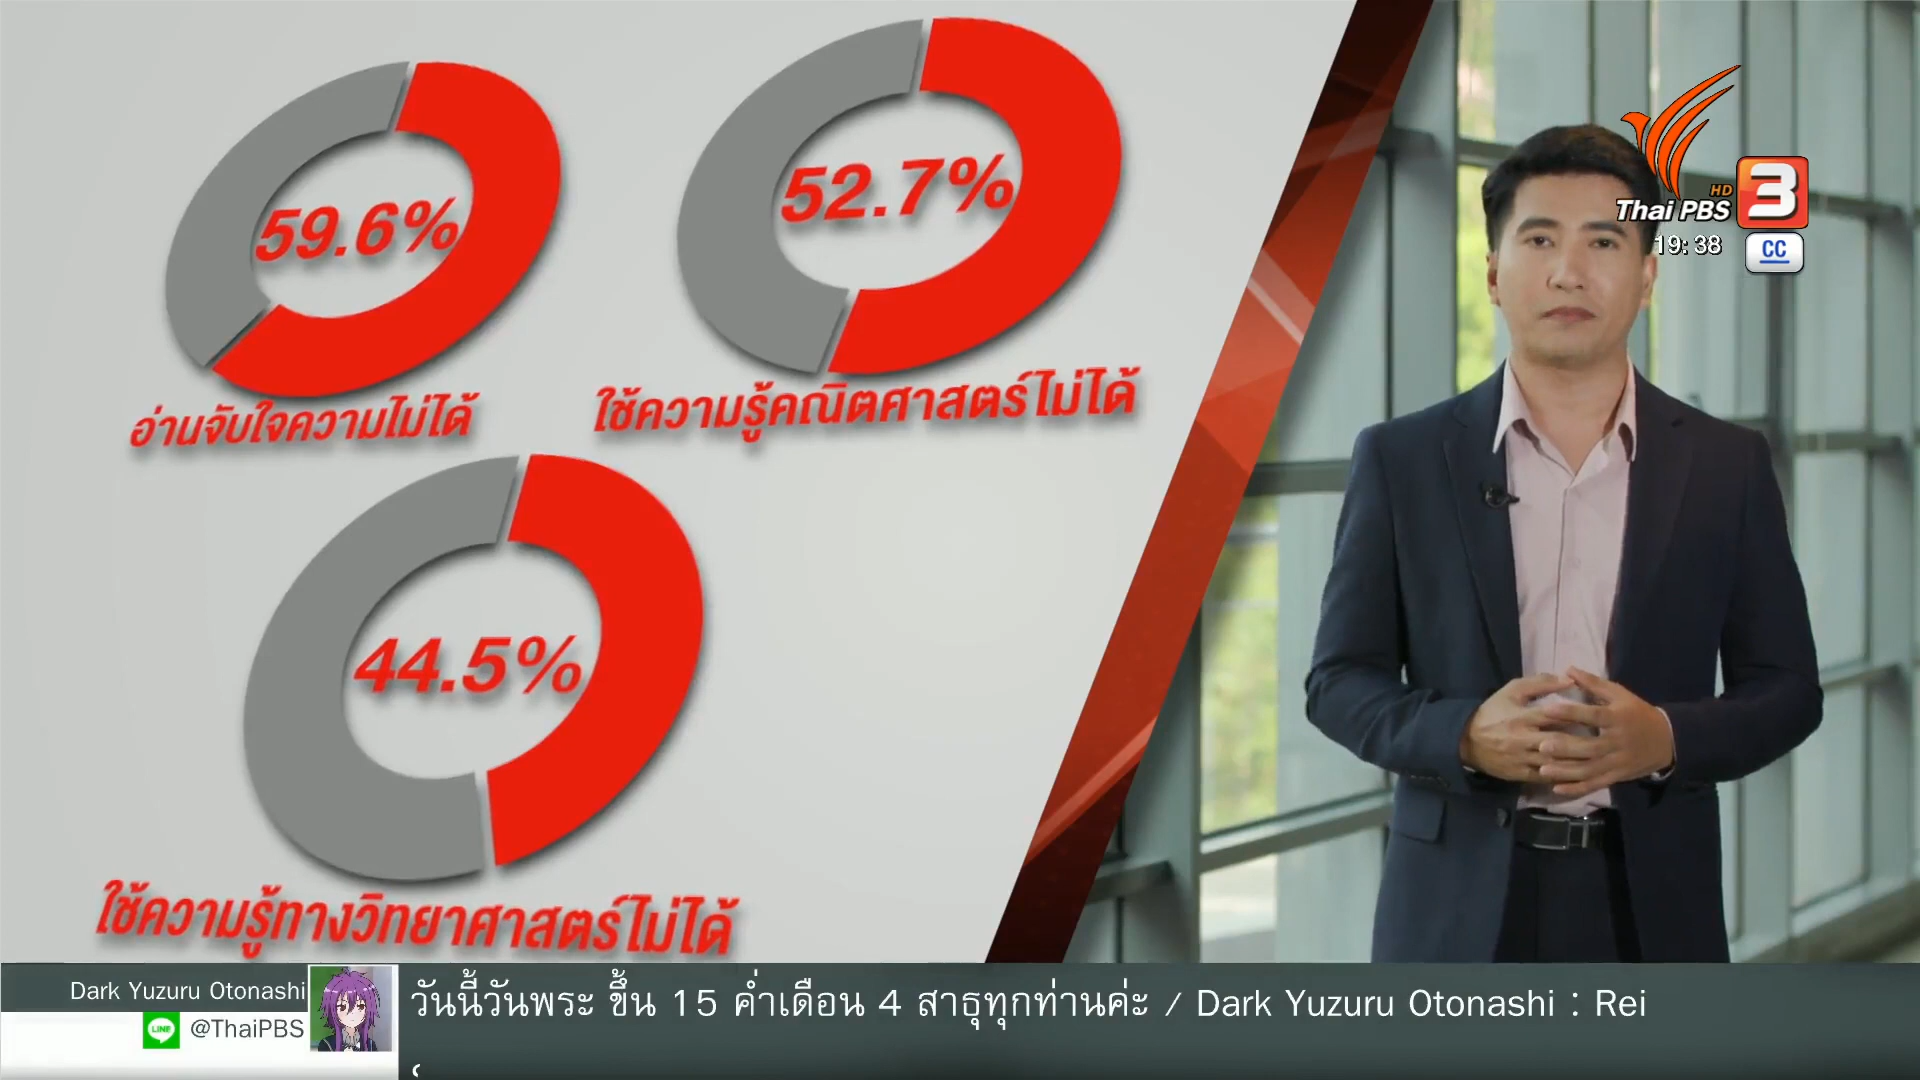 59.6%
อ่านจับใจความไม่ได้
52.7%
ใช้ความรู้คณิตศาสตร์ไม่ได้
44.5%
ใช้ความรู้ทางวิทยาศาสตร์ไม่ได้
HD
Thai PBS 3
19:38
CC
Dark Yuzuru Otonashi
LINE @ThaiPBS
วันนี้วันพระ ขึ้น 15 ค่ำเดือน 4 สาธุทุกท่านค่ะ / Dark Yuzuru Otonashi : Rei